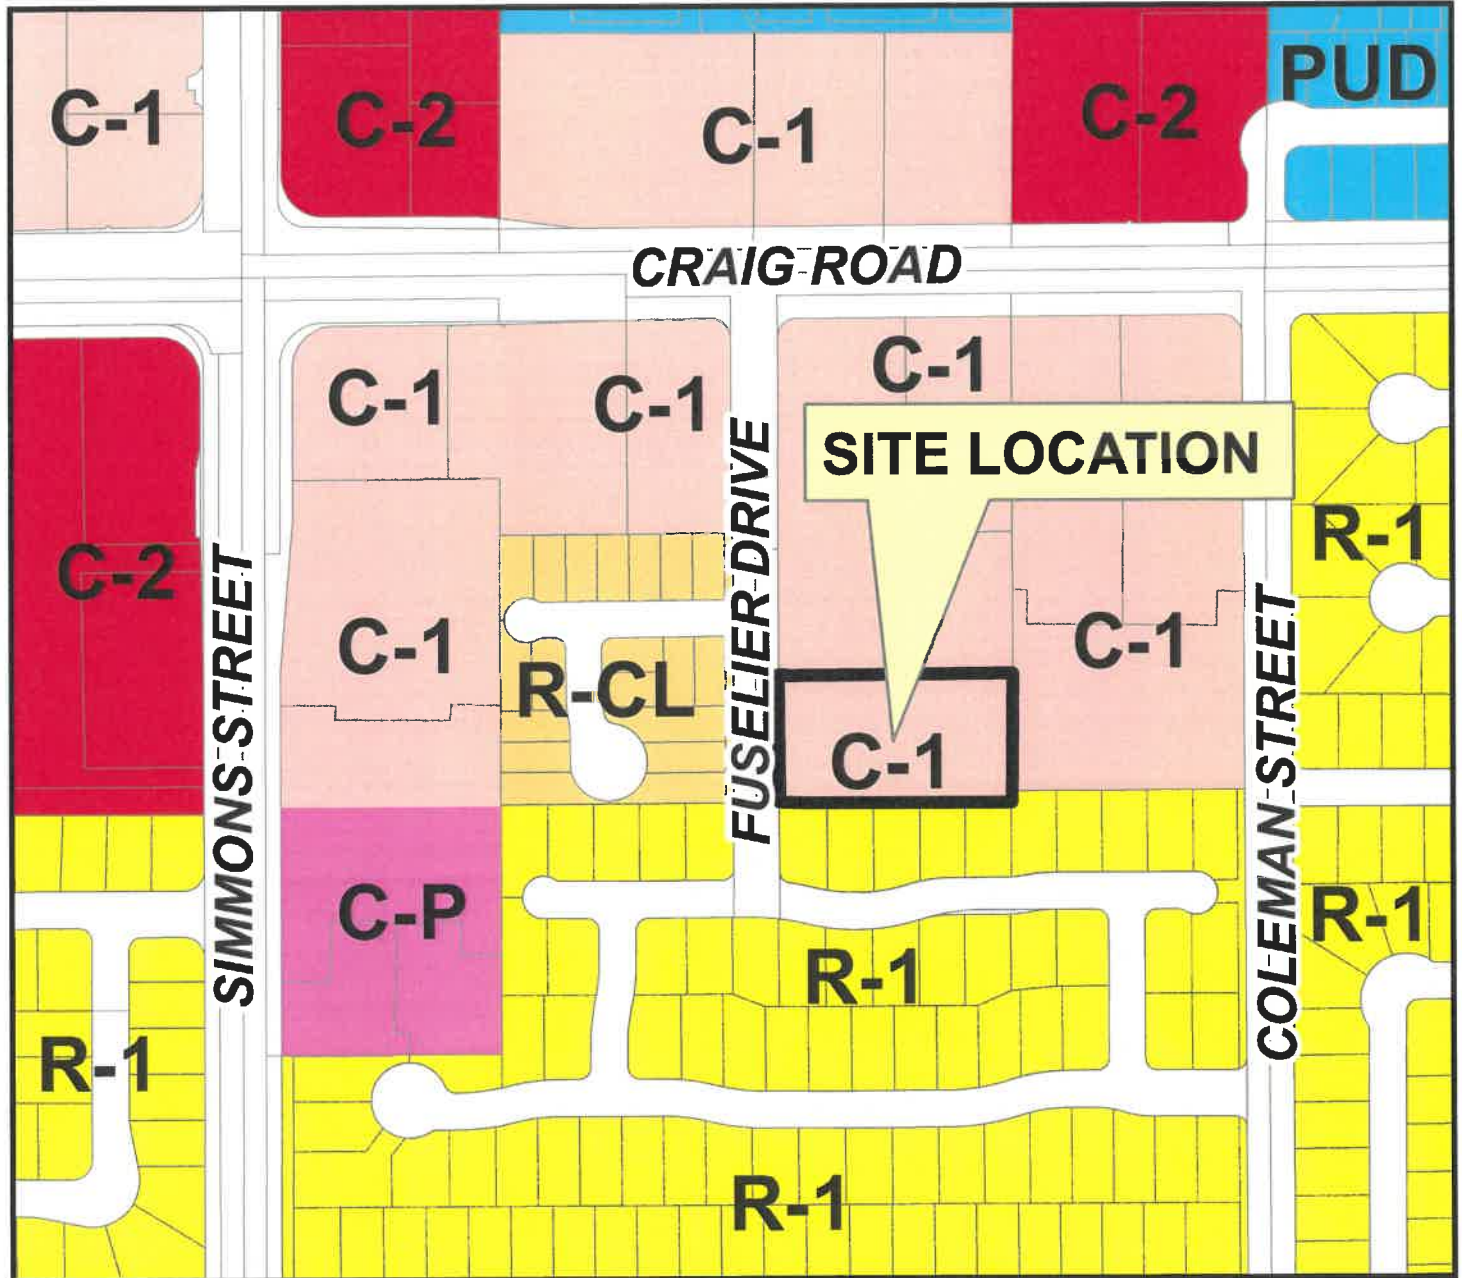 C-1
C-2
C-1
C-2
PUD
CRAIG ROAD
C-1
C-1
C-1
SITE LOCATION
C-2
R-1
C-1
R-CL
C-1
C-1
SIMMONS STREET
FUSELIER DRIVE
COLEMAN STREET
C-P
R-1
R-1
R-1
R-1